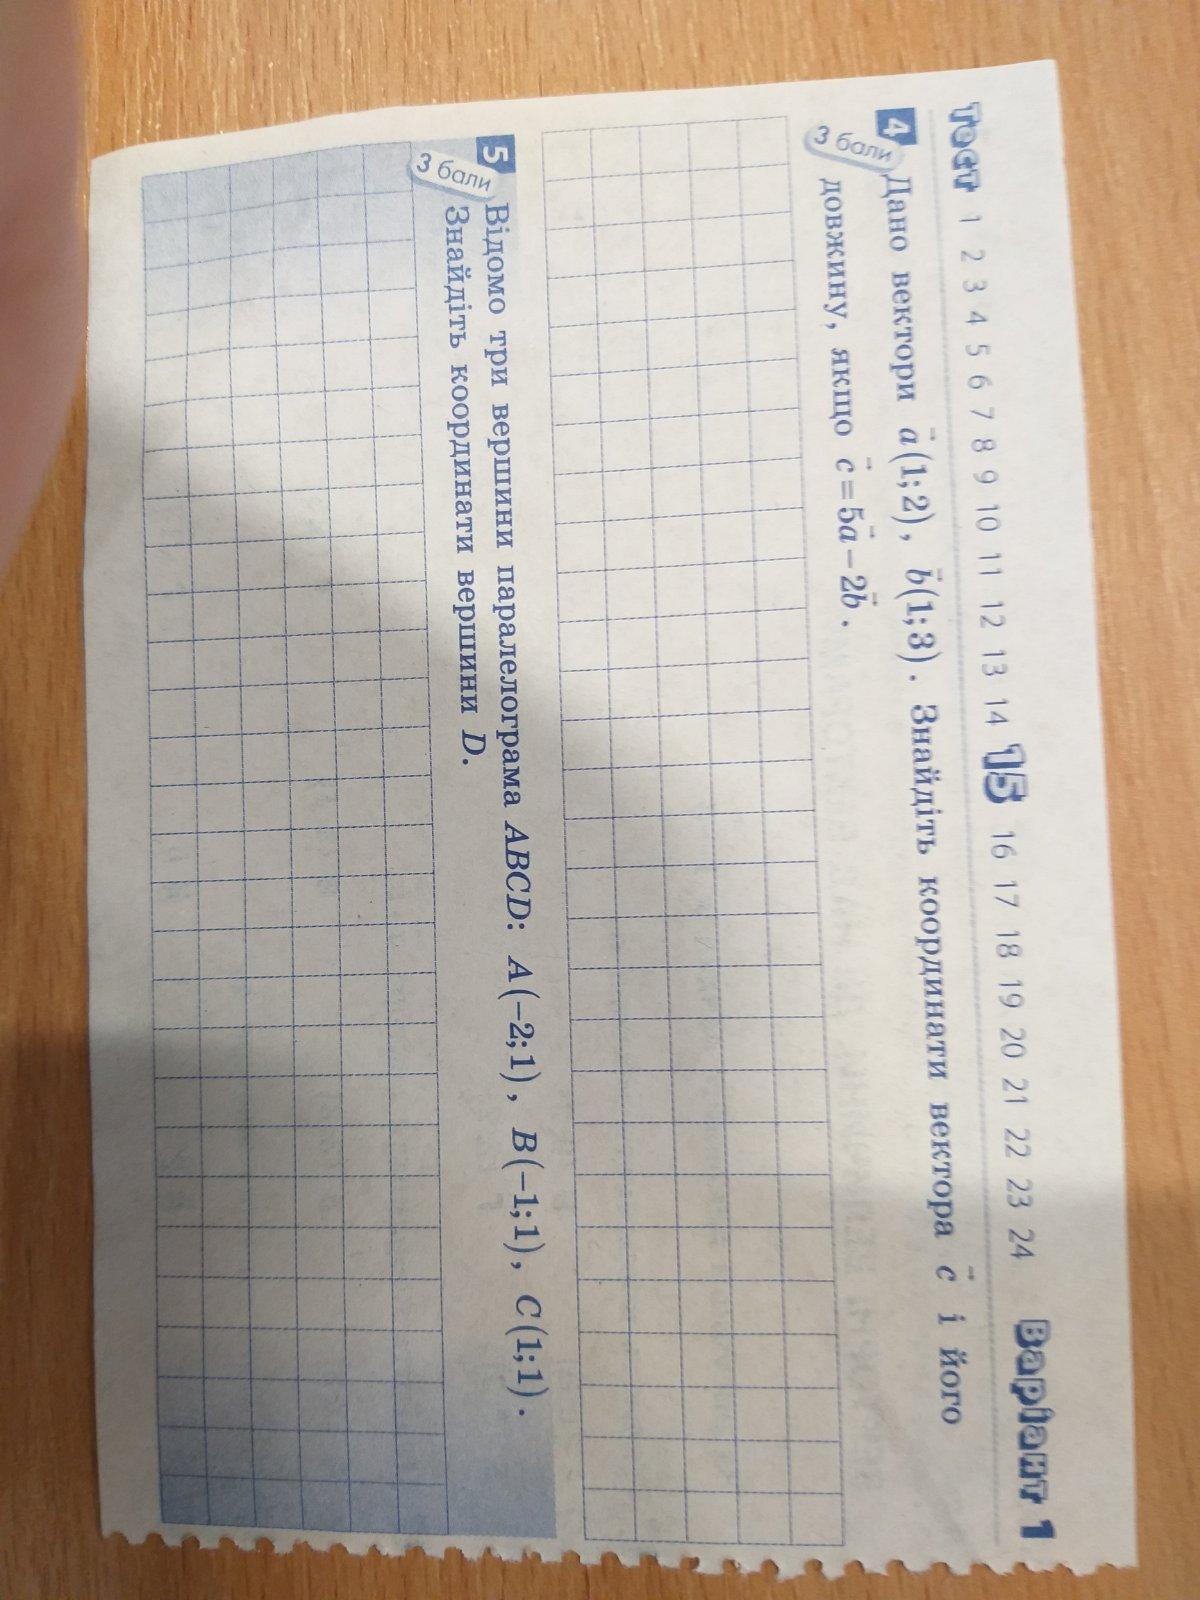 Тест 1 2 3 4 5 6 7 8 9 10 11 12 13 14 15 16 17 18 19 20 21 22 23 24 Варіант 1
4 Дано вектори a⃗(1;2), b⃗(1;3). Знайдіть координати вектора c⃗ і його
3 бали довжину, якщо c⃗=5a⃗−2b⃗.
5 Відомо три вершини паралелограма ABCD: A(−2;1), B(−1;1), C(1;1).
3 бали Знайдіть координати вершини D.